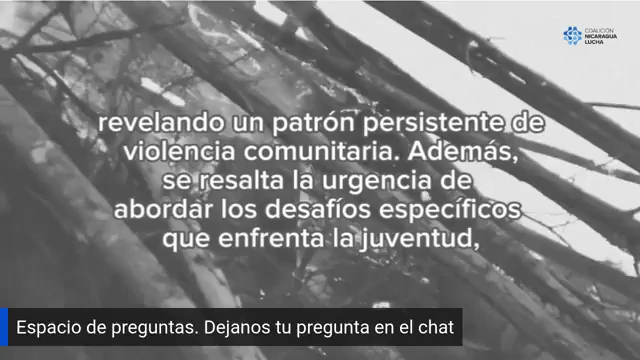 COALICIÓN
NICARAGUA
LUCHA
revelando un patrón persistente de
violencia comunitaria. Además,
se resalta la urgencia de
abordar los desafíos específicos
que enfrenta la juventud,
Espacio de preguntas. Dejanos tu pregunta en el chat